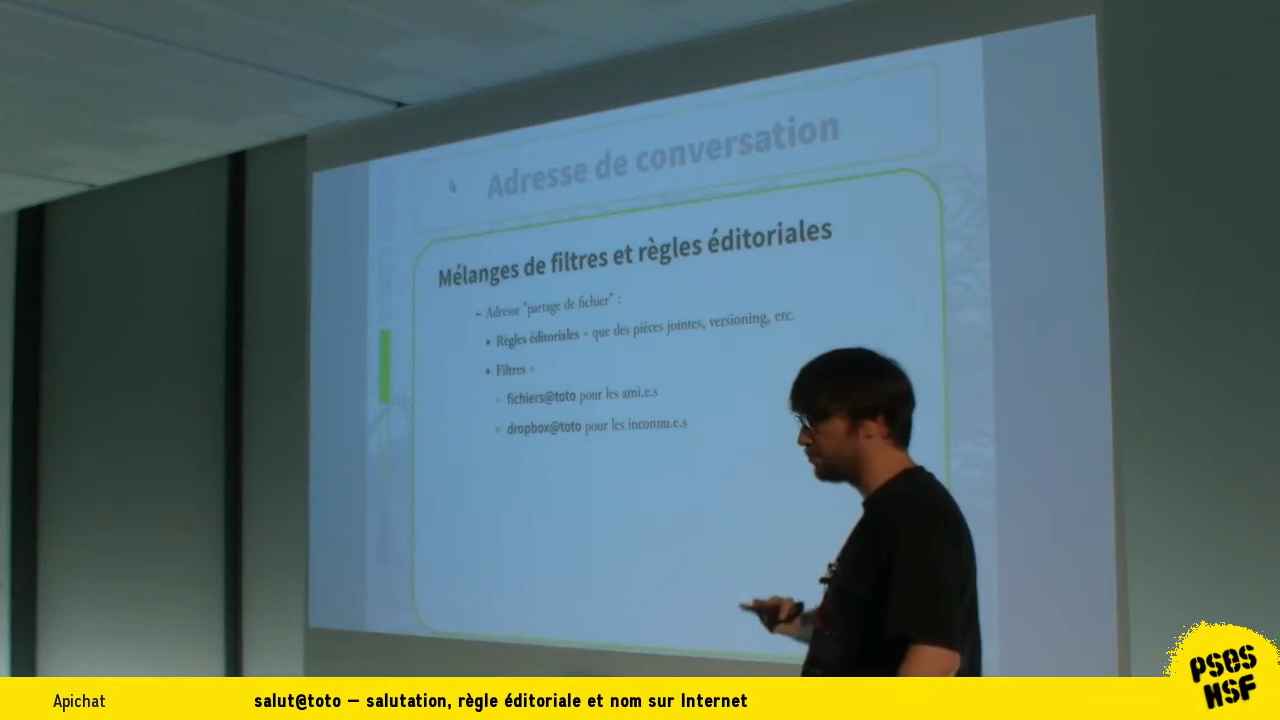 Adresse de conversation
Mélanges de filtres et règles éditoriales
~ Adresse "partage de fichier" :
• Règles éditoriales = que des pièces jointes, versioning, etc.
• Filtres =
▹ fichiers@toto pour les ami.e.s
▹ dropbox@toto pour les inconnu.e.s
PSES
HSF
Apichat
salut@toto — salutation, règle éditoriale et nom sur Internet